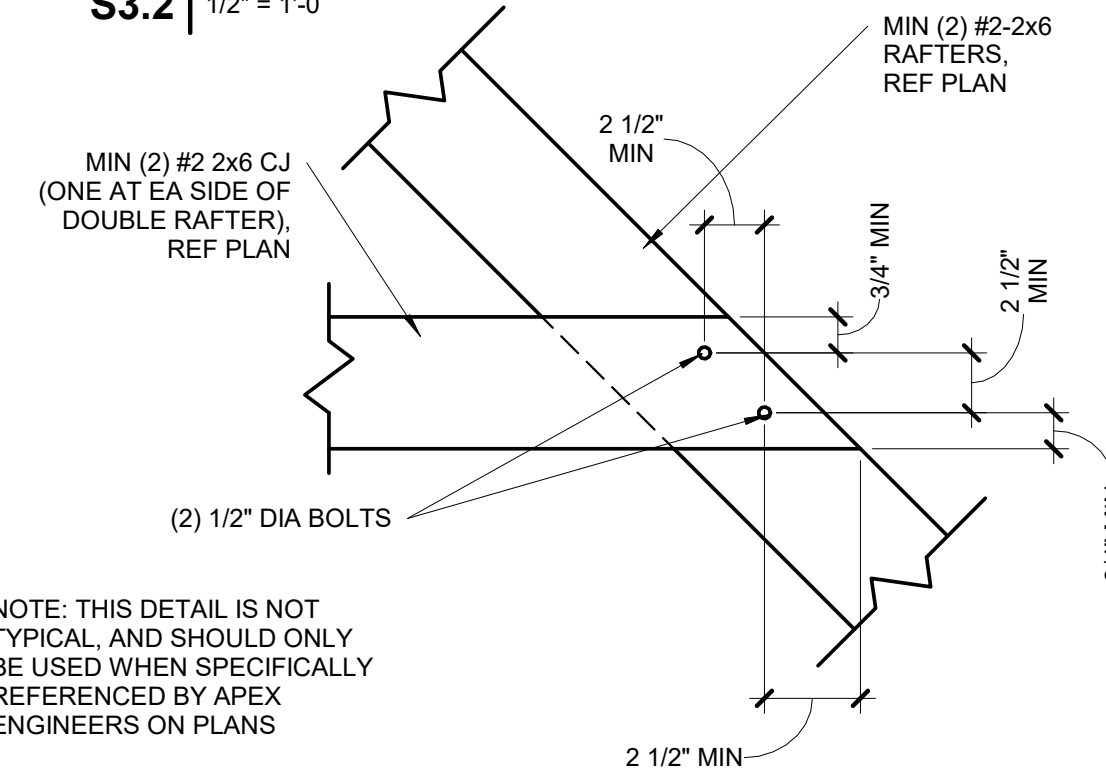 S3.2
1/2" = 1'-0
MIN (2) #2-2x6
RAFTERS,
REF PLAN
2 1/2"
MIN
MIN (2) #2 2x6 CJ
(ONE AT EA SIDE OF
DOUBLE RAFTER),
REF PLAN
3/4" MIN
2 1/2"
MIN
(2) 1/2" DIA BOLTS
NOTE: THIS DETAIL IS NOT
TYPICAL, AND SHOULD ONLY
BE USED WHEN SPECIFICALLY
REFERENCED BY APEX
ENGINEERS ON PLANS
2 1/2" MIN